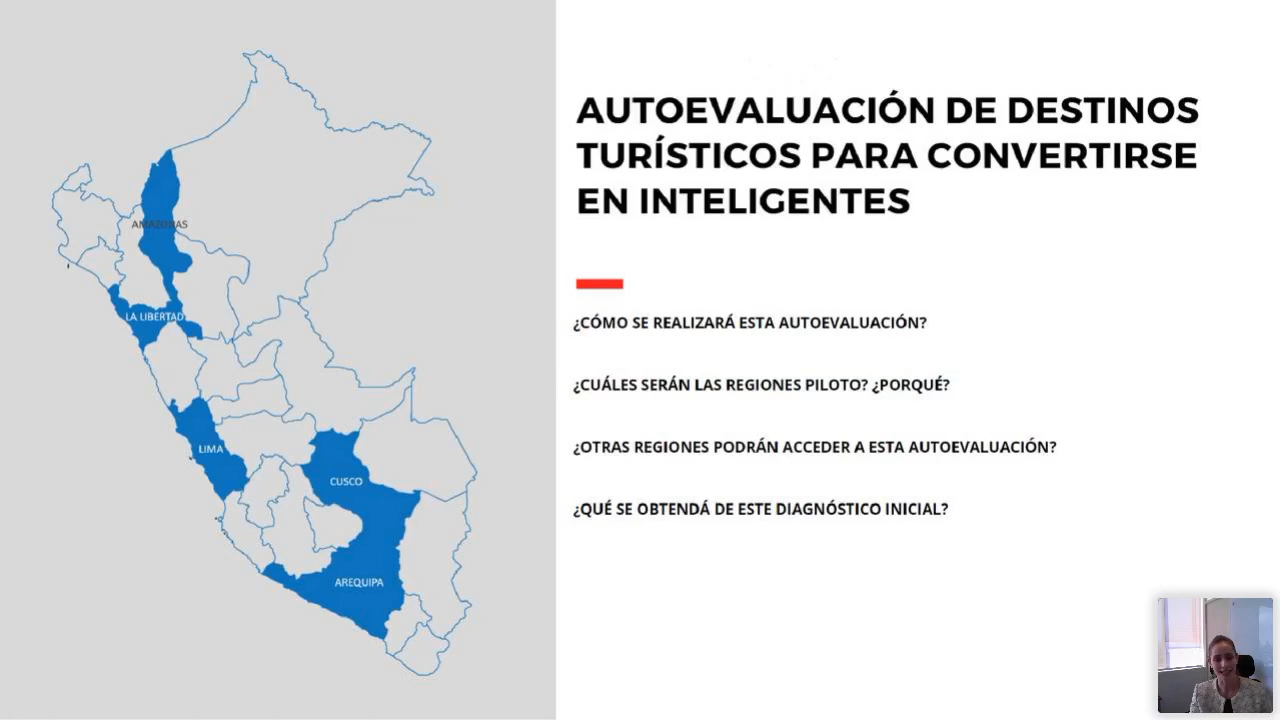 AUTOEVALUACIÓN DE DESTINOS
TURÍSTICOS PARA CONVERTIRSE
EN INTELIGENTES
¿CÓMO SE REALIZARÁ ESTA AUTOEVALUACIÓN?
¿CUÁLES SERÁN LAS REGIONES PILOTO? ¿PORQUÉ?
¿OTRAS REGIONES PODRÁN ACCEDER A ESTA AUTOEVALUACIÓN?
¿QUÉ SE OBTENDÁ DE ESTE DIAGNÓSTICO INICIAL?
AMAZONAS
LA LIBERTAD
LIMA
CUSCO
AREQUIPA